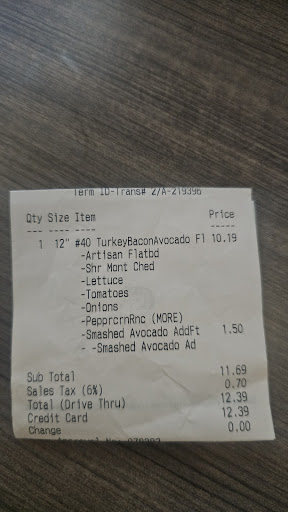 Term ID-Trans# 2/A-219396
Qty Size Item Price
--- ---- ---- -----
1 12" #40 TurkeyBaconAvocado Fl 10.19
-Artisan Flatbd
-Shr Mont Ched
-Lettuce
-Tomatoes
-Onions
-PepprcrnRnc (MORE)
-Smashed Avocado AddFt 1.50
- -Smashed Avocado Ad
Sub Total 11.69
Sales Tax (6%) 0.70
Total (Drive Thru) 12.39
Credit Card 12.39
Change 0.00